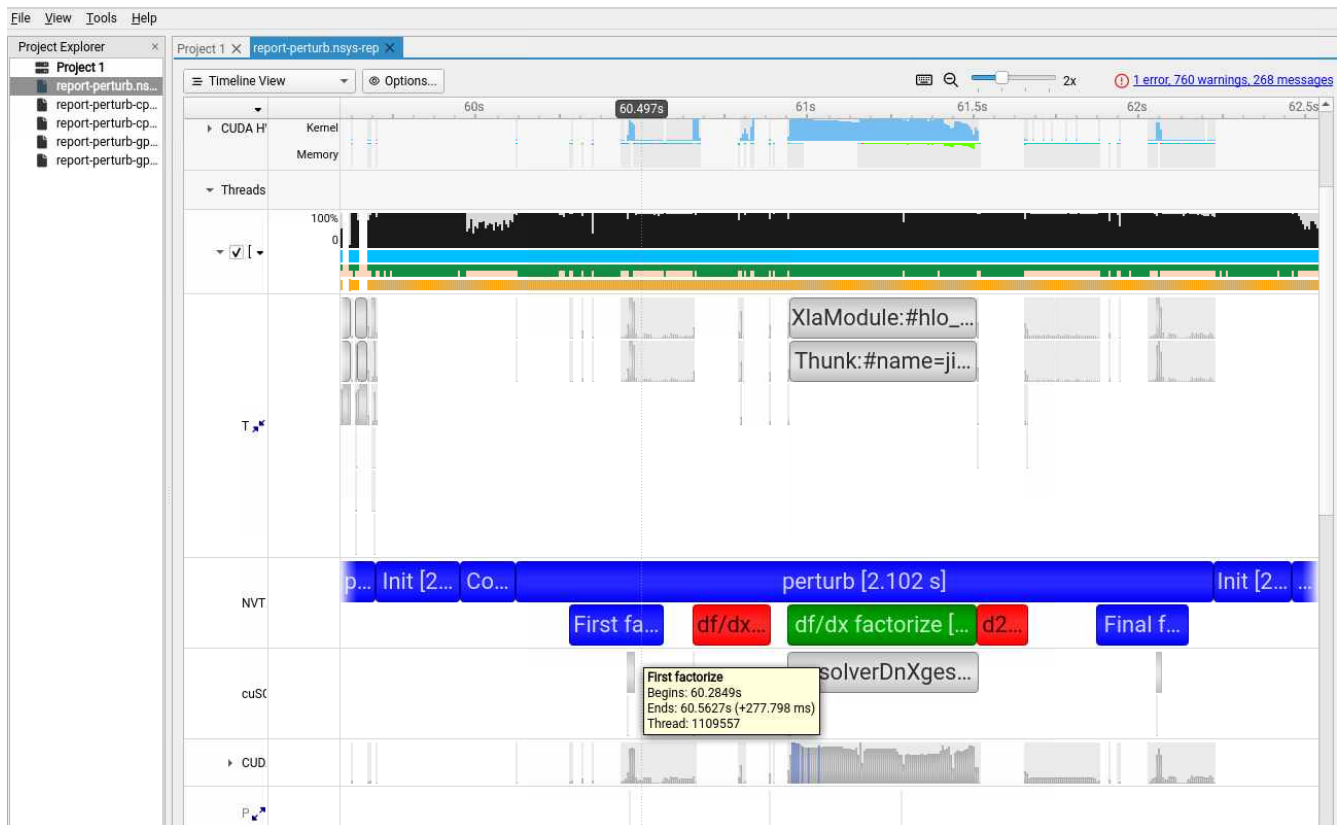 File View Tools Help
Project Explorer ×
Project 1 ×
report-perturb.nsys-rep ×
Project 1
report-perturb.ns...
report-perturb-cp...
report-perturb-cp...
report-perturb-gp...
report-perturb-gp...
Timeline View
Options...
2x
1 error, 760 warnings, 268 messages
60s
60.497s
61s
61.5s
62s
62.5s
CUDA H'
Kernel
Memory
Threads
100%
0
[
XlaModule:#hlo_...
Thunk:#name=ji...
T
NVT
p...
Init [2...
Co...
perturb [2.102 s]
Init [2...
...
First fa...
df/dx...
df/dx factorize [...
d2...
Final f...
cuS(
solverDnXges...
First factorize
Begins: 60.2849s
Ends: 60.5627s (+277.798 ms)
Thread: 1109557
CUD
P